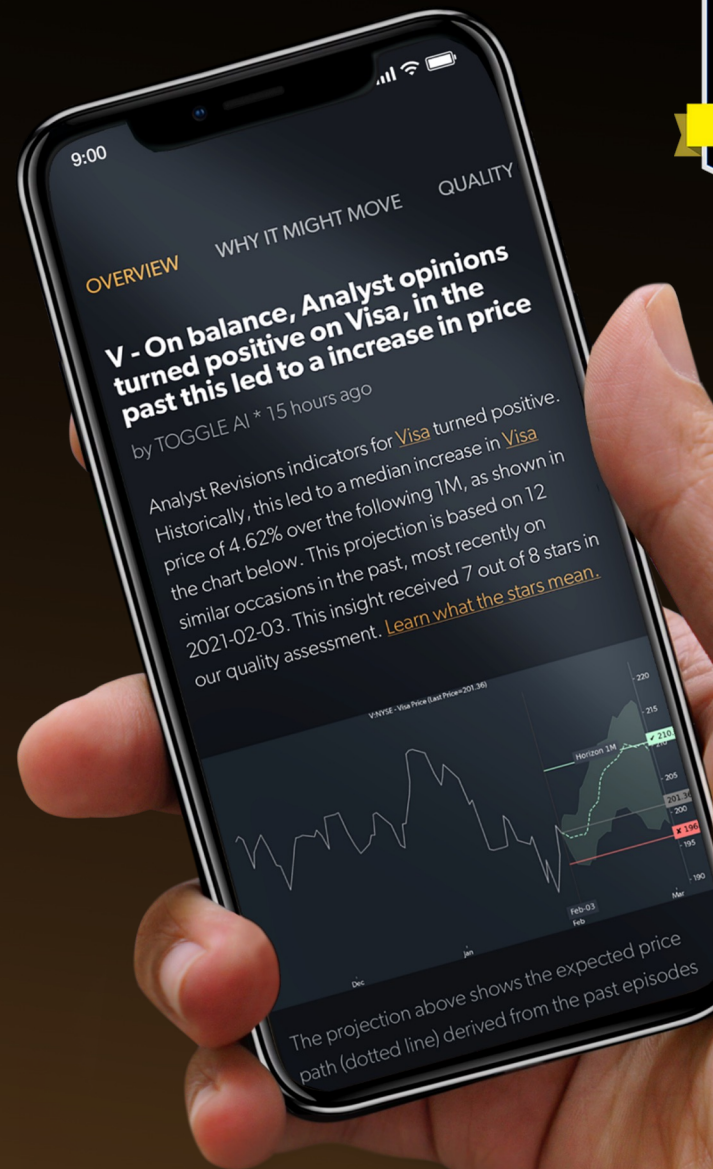 9:00
OVERVIEW WHY IT MIGHT MOVE QUALITY
V - On balance, Analyst opinions
turned positive on Visa, in the
past this led to a increase in price
by TOGGLE AI * 15 hours ago
Analyst Revisions indicators for Visa turned positive.
Historically, this led to a median increase in Visa
price of 4.62% over the following 1M, as shown in
the chart below. This projection is based on 12
similar occasions in the past, most recently on
2021-02-03. This insight received 7 out of 8 stars in
our quality assessment. Learn what the stars mean.
V:NYSE - Visa Price (Last Price=201.36)
220
215
Horizon 1M
✔ 210.
205
201.36
200
✘ 196
195
190
Feb-03
Dec
Jan
Feb
Mar
The projection above shows the expected price
path (dotted line) derived from the past episodes